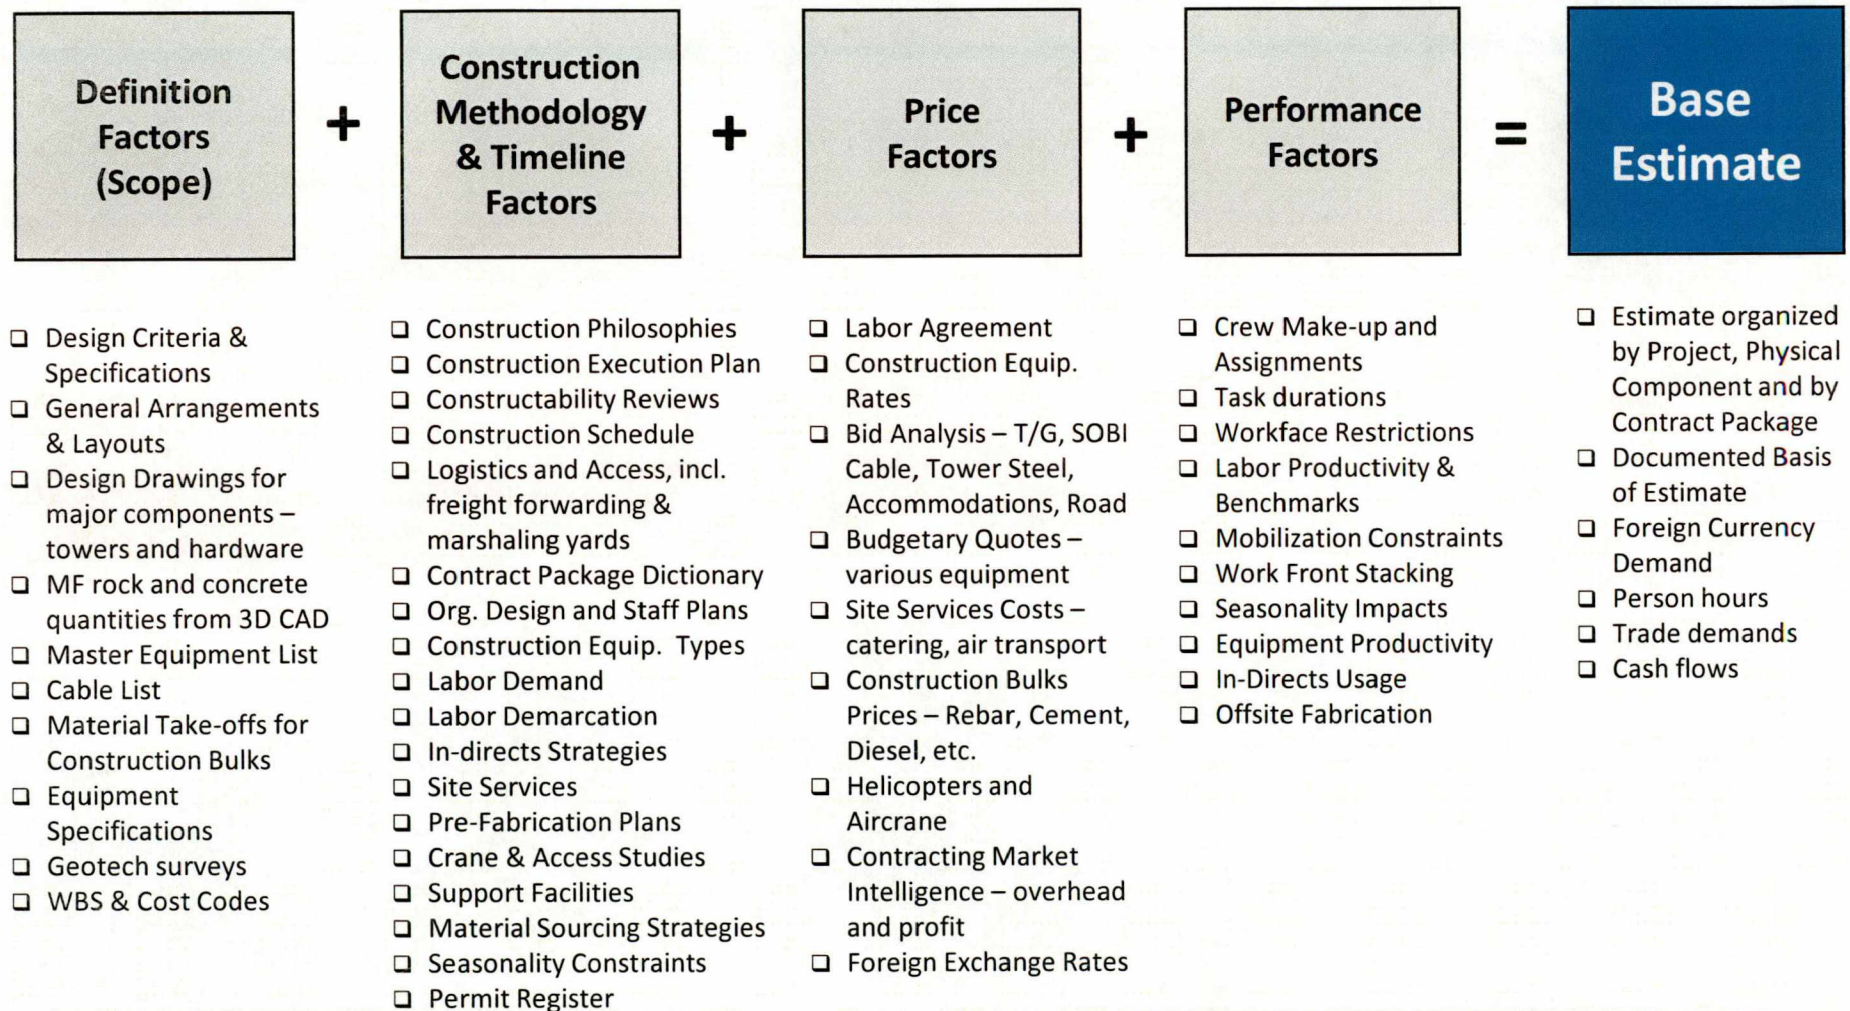 Definition
Factors
(Scope)
+
Construction
Methodology
& Timeline
Factors
+
Price
Factors
+
Performance
Factors
=
Base
Estimate
❑ Design Criteria &
Specifications
❑ General Arrangements
& Layouts
❑ Design Drawings for
major components –
towers and hardware
❑ MF rock and concrete
quantities from 3D CAD
❑ Master Equipment List
❑ Cable List
❑ Material Take-offs for
Construction Bulks
❑ Equipment
Specifications
❑ Geotech surveys
❑ WBS & Cost Codes
❑ Construction Philosophies
❑ Construction Execution Plan
❑ Constructability Reviews
❑ Construction Schedule
❑ Logistics and Access, incl.
freight forwarding &
marshaling yards
❑ Contract Package Dictionary
❑ Org. Design and Staff Plans
❑ Construction Equip. Types
❑ Labor Demand
❑ Labor Demarcation
❑ In-directs Strategies
❑ Site Services
❑ Pre-Fabrication Plans
❑ Crane & Access Studies
❑ Support Facilities
❑ Material Sourcing Strategies
❑ Seasonality Constraints
❑ Permit Register
❑ Labor Agreement
❑ Construction Equip.
Rates
❑ Bid Analysis – T/G, SOBI
Cable, Tower Steel,
Accommodations, Road
❑ Budgetary Quotes –
various equipment
❑ Site Services Costs –
catering, air transport
❑ Construction Bulks
Prices – Rebar, Cement,
Diesel, etc.
❑ Helicopters and
Aircrane
❑ Contracting Market
Intelligence – overhead
and profit
❑ Foreign Exchange Rates
❑ Crew Make-up and
Assignments
❑ Task durations
❑ Workface Restrictions
❑ Labor Productivity &
Benchmarks
❑ Mobilization Constraints
❑ Work Front Stacking
❑ Seasonality Impacts
❑ Equipment Productivity
❑ In-Directs Usage
❑ Offsite Fabrication
❑ Estimate organized
by Project, Physical
Component and by
Contract Package
❑ Documented Basis
of Estimate
❑ Foreign Currency
Demand
❑ Person hours
❑ Trade demands
❑ Cash flows